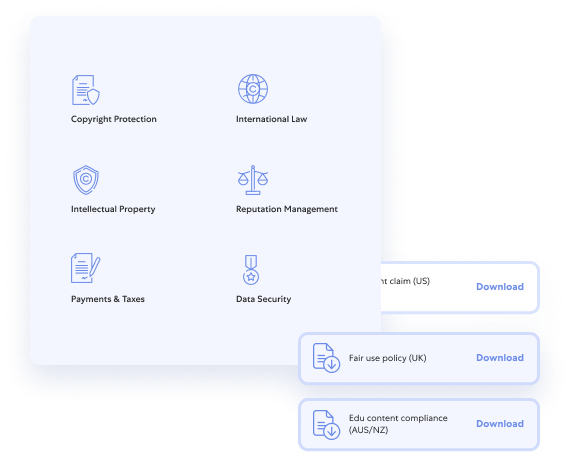 Copyright Protection
International Law
Intellectual Property
Reputation Management
Payments & Taxes
Data Security
claim (US)
Download
Fair use policy (UK)
Download
Edu content compliance
(AUS/NZ)
Download